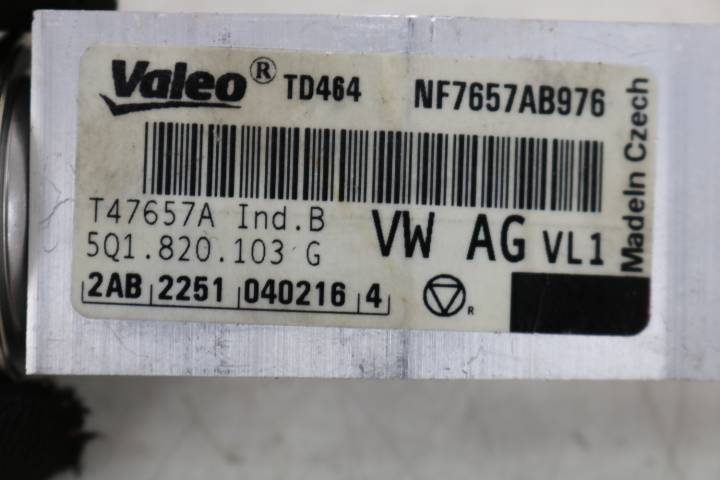 Valeo® TD464 NF7657AB976
T47657A Ind.B VW AG VL1
5Q1.820.103 G
2AB 2251 040216 4 R
MadeIn Czech